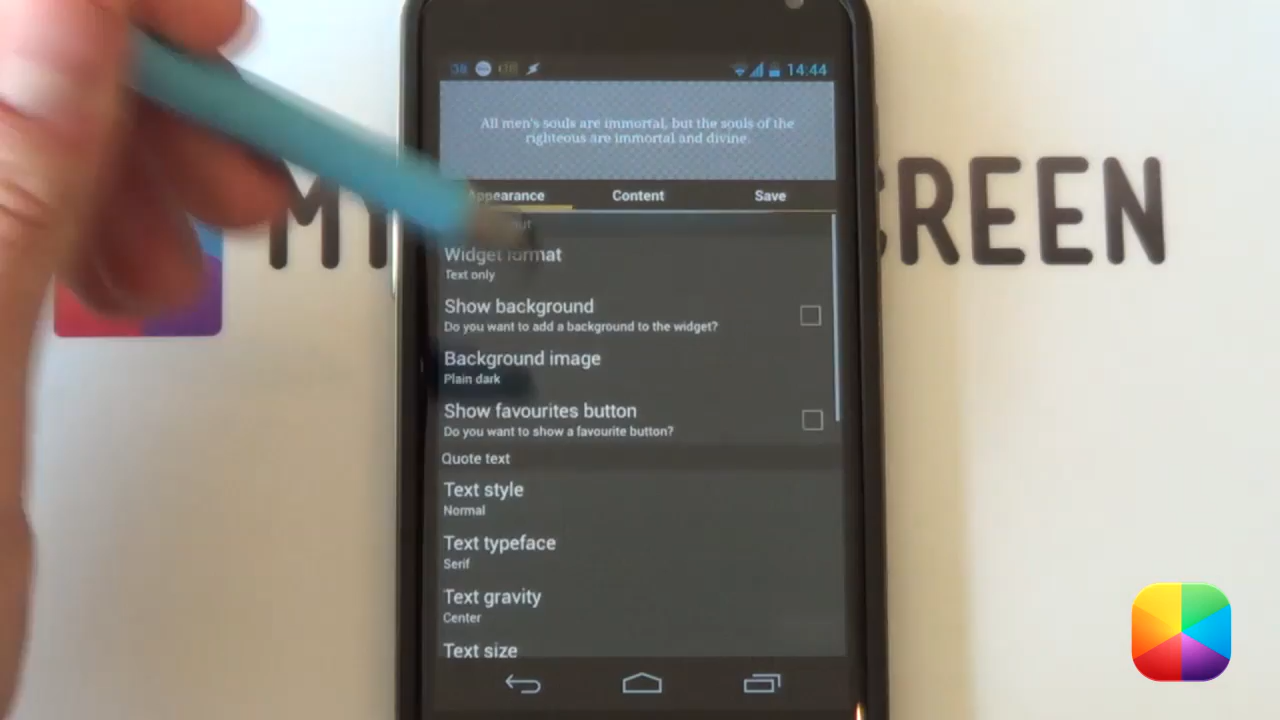 14:44
All men's souls are immortal, but the souls of the
righteous are immortal and divine.
MY CREEN
Appearance Content Save
Widget format
Text only
Show background
Do you want to add a background to the widget?
Background image
Plain dark
Show favourites button
Do you want to show a favourite button?
Quote text
Text style
Normal
Text typeface
Serif
Text gravity
Center
Text size